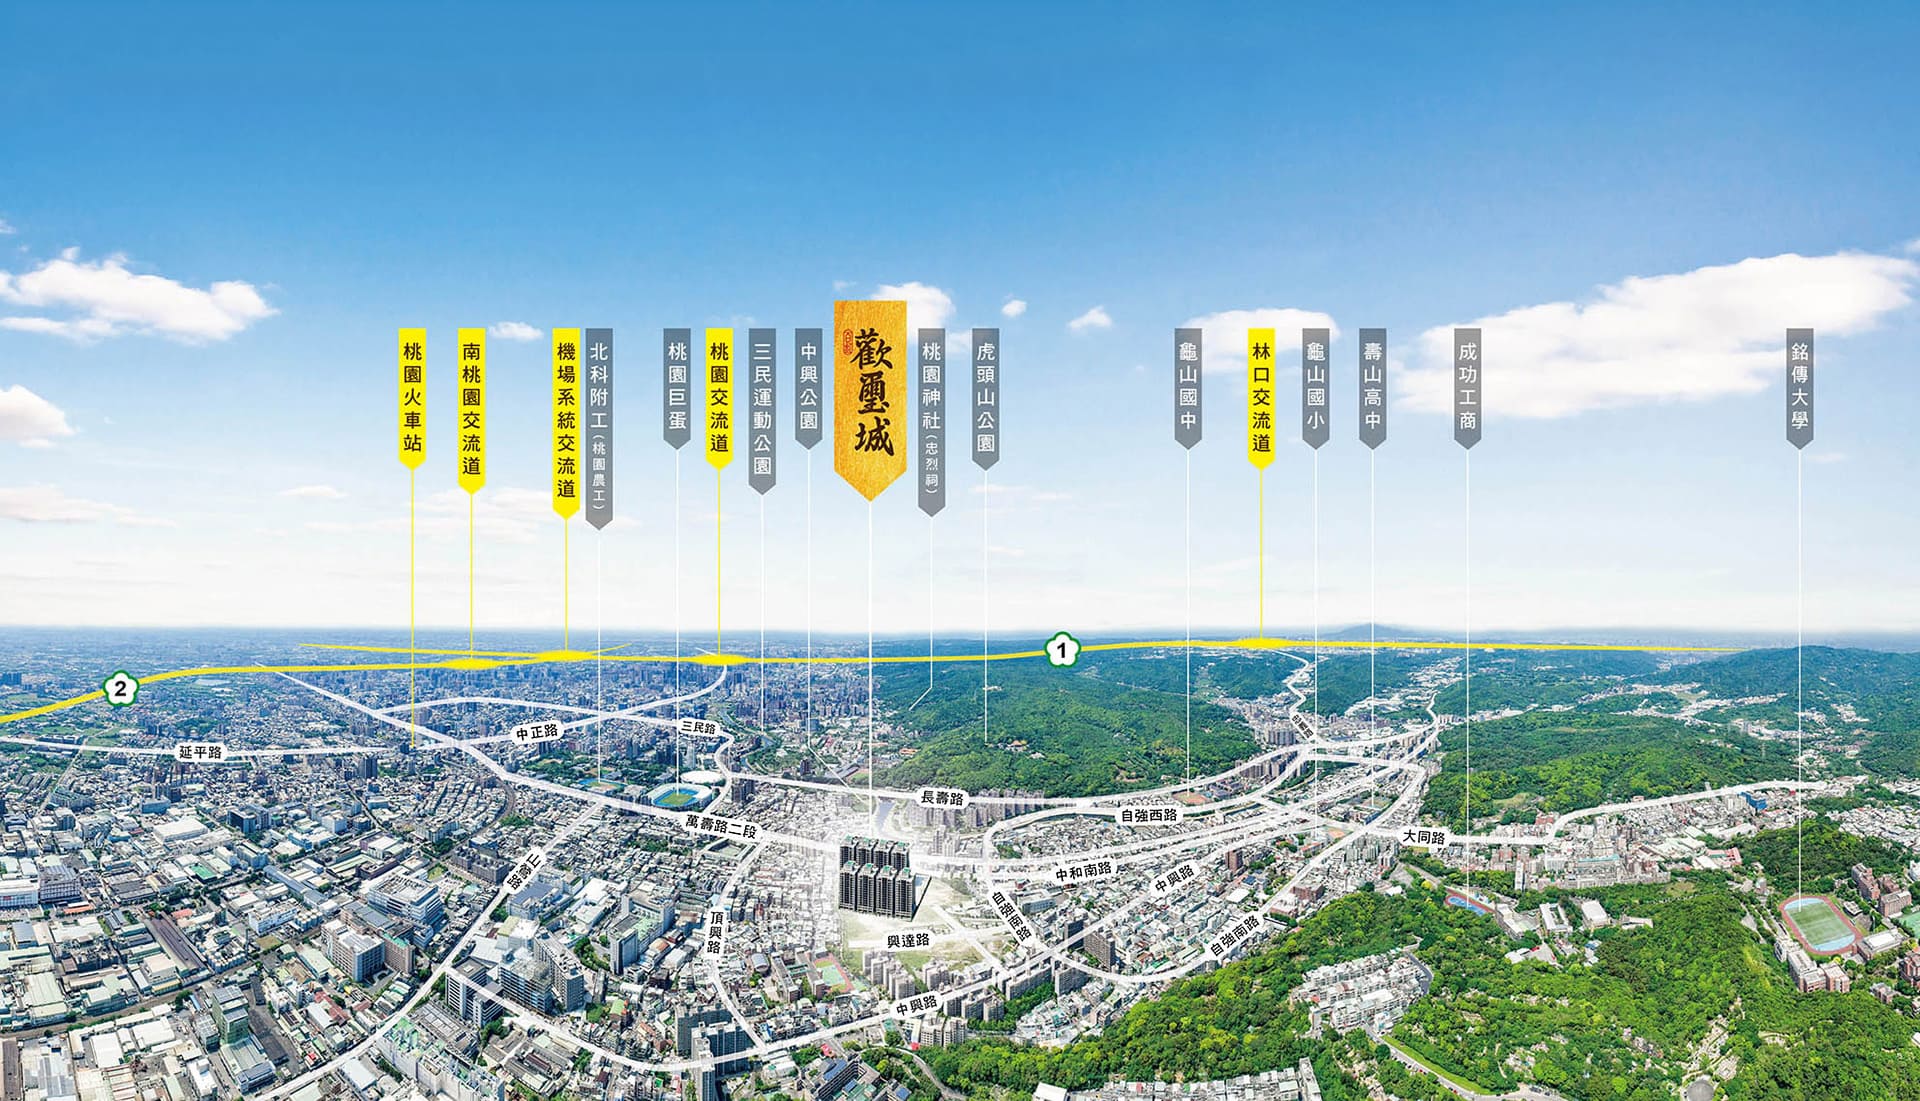 桃園火車站
南桃園交流道
機場系統交流道
北科附工(桃園農工)
桃園巨蛋
桃園交流道
三民運動公園
中興公園
歡璽城
桃園神社(忠烈祠)
虎頭山公園
龜山國中
林口交流道
龜山國小
壽山高中
成功工商
銘傳大學
1
2
延平路
中正路
三民路
長壽路
自強西路
萬壽路二段
大同路
中和南路
中興路
自強南路
頂興路
興達路
中興路